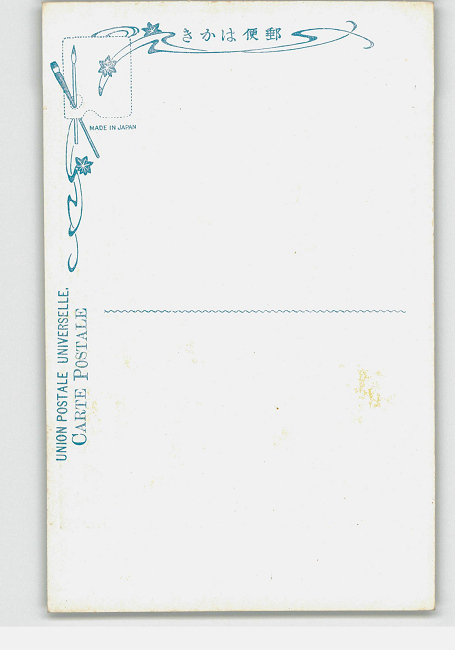 郵便はかき
MADE IN JAPAN
UNION POSTALE UNIVERSELLE.
CARTE POSTALE